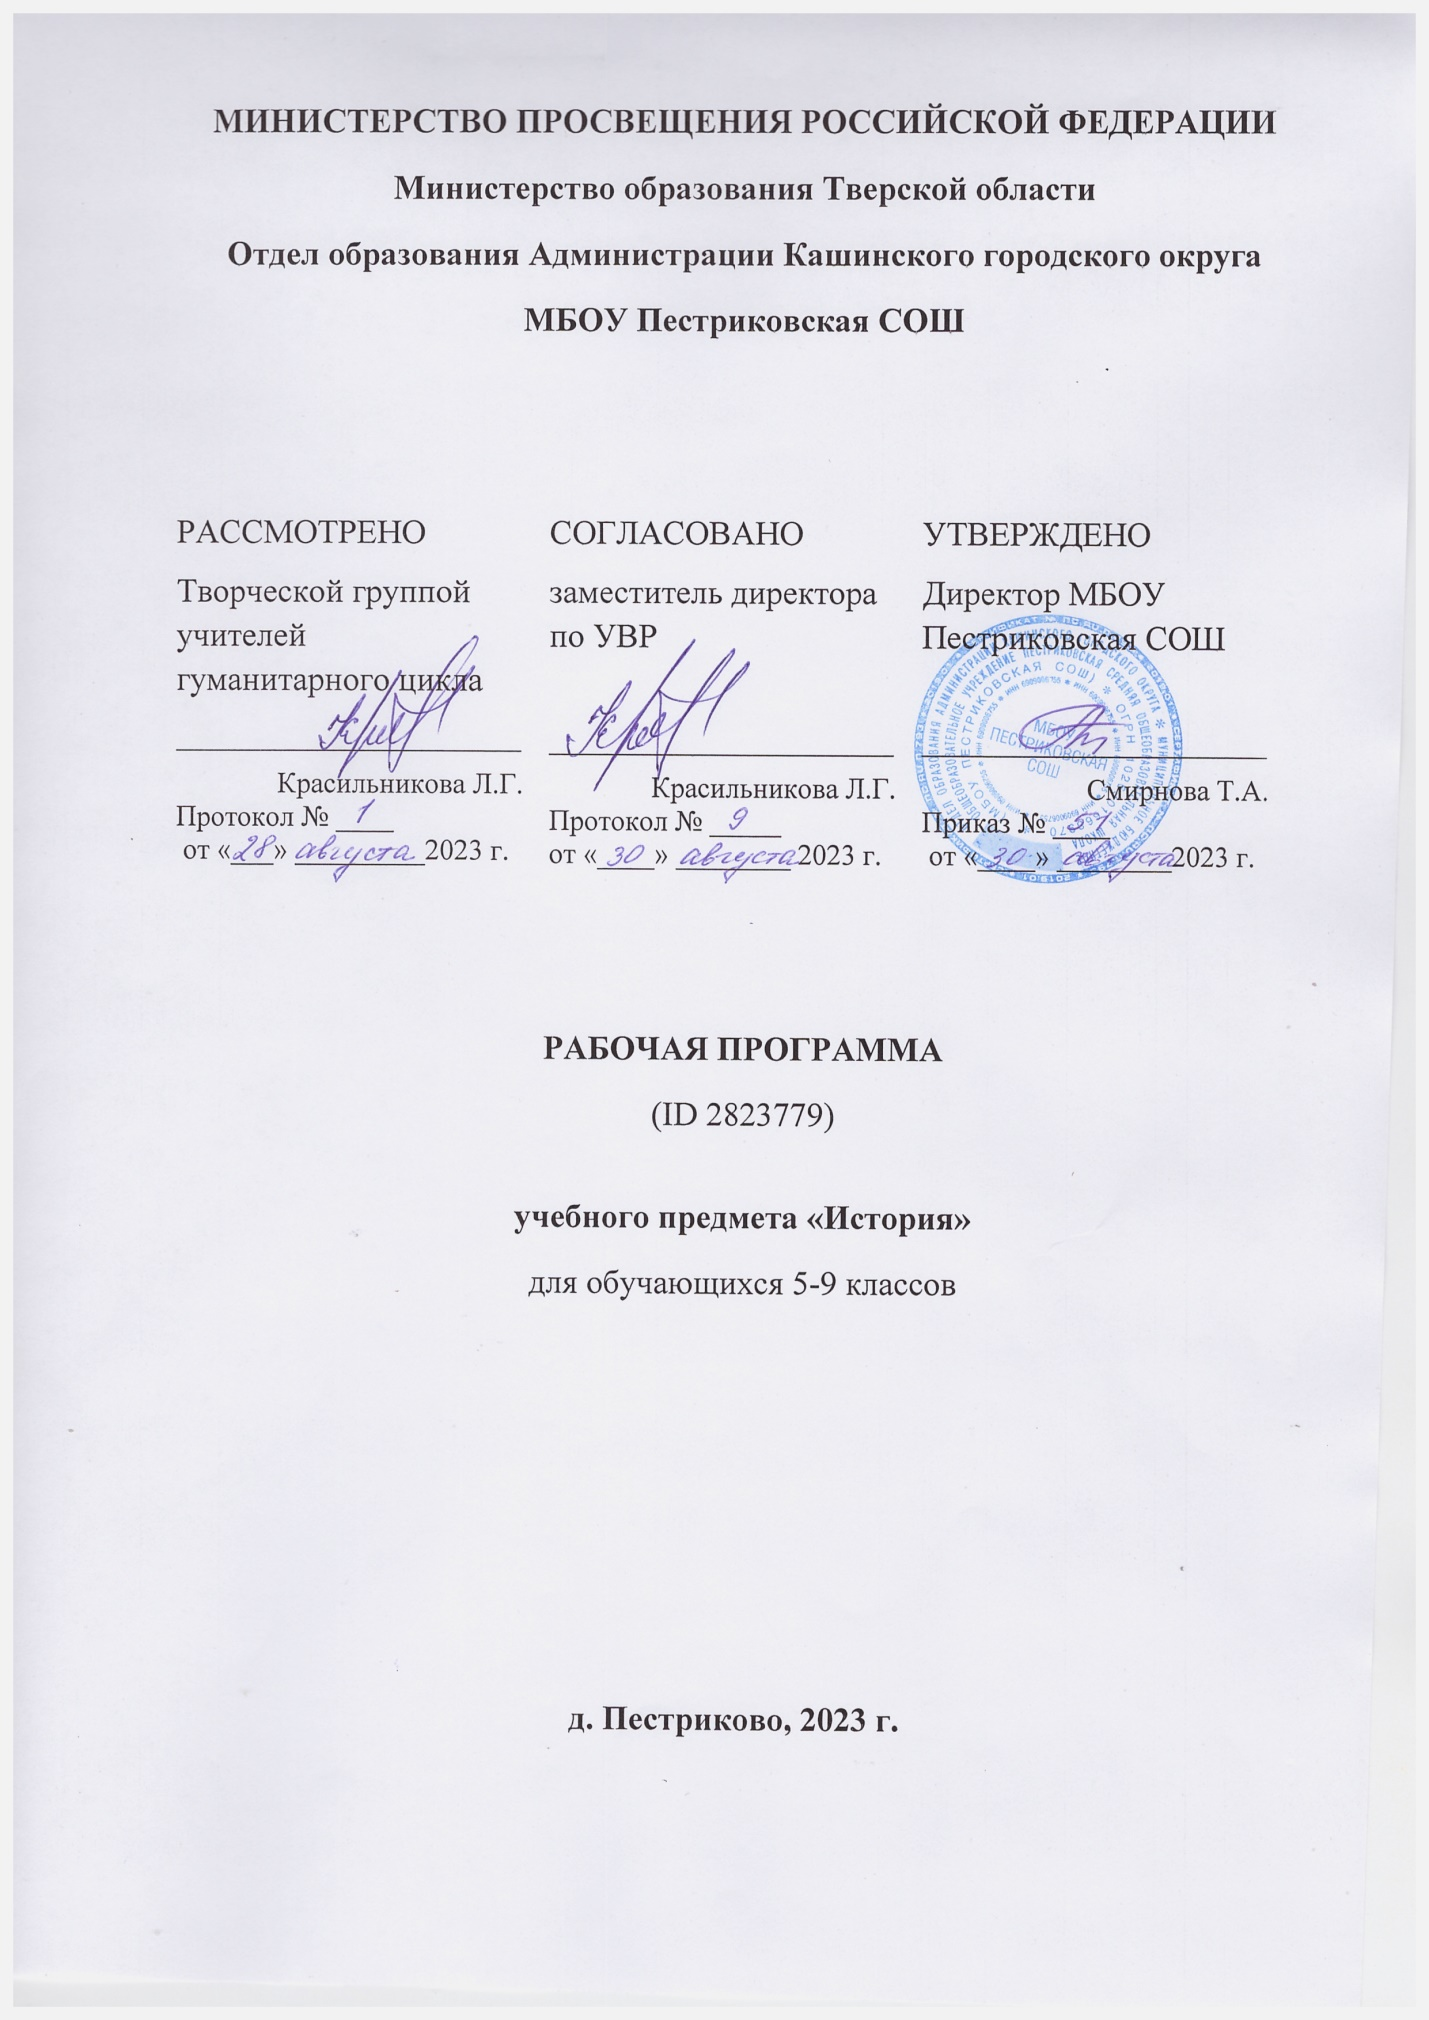 МИНИСТЕРСТВО ПРОСВЕЩЕНИЯ РОССИЙСКОЙ ФЕДЕРАЦИИ
Министерство образования Тверской области
Отдел образования Администрации Кашинского городского округа
МБОУ Пестриковская СОШ
РАССМОТРЕНО
Творческой группой
учителей
гуманитарного цикла
Красильникова Л.Г.
Протокол № 1
от «28» августа 2023 г.
СОГЛАСОВАНО
заместитель директора
по УВР
Красильникова Л.Г.
Протокол № 9
от «30» августа 2023 г.
УТВЕРЖДЕНО
Директор МБОУ
Пестриковская СОШ
МБОУ
ПЕСТРИКОВСКАЯ
СОШ
Смирнова Т.А.
Приказ №
от «30» августа 2023 г.
РАБОЧАЯ ПРОГРАММА
(ID 2823779)
учебного предмета «История»
для обучающихся 5-9 классов
д. Пестриково, 2023 г.